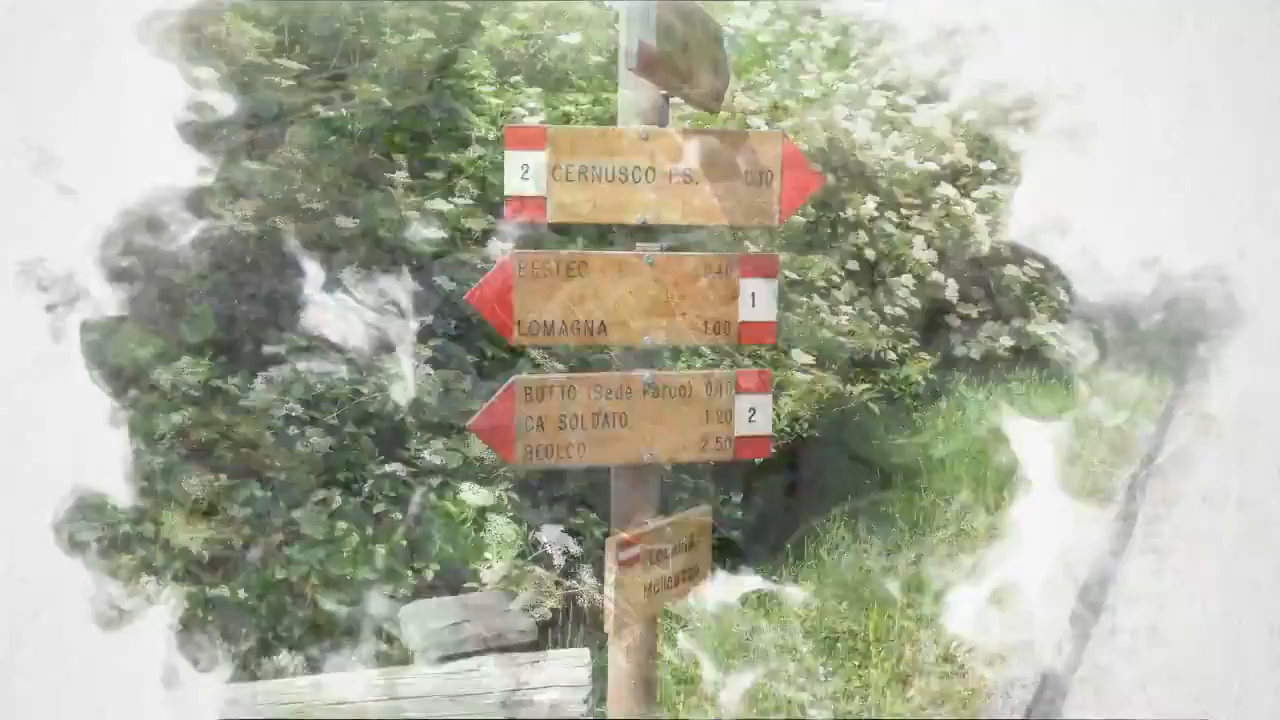 2 CERNUSCO L.S. 0.10
BESTEC 0.40
1
LOMAGNA 1.00
BUTTO (Sede Parco) 0.10
CA' SOLDATO 1.20
2
BEOLCO 2.50